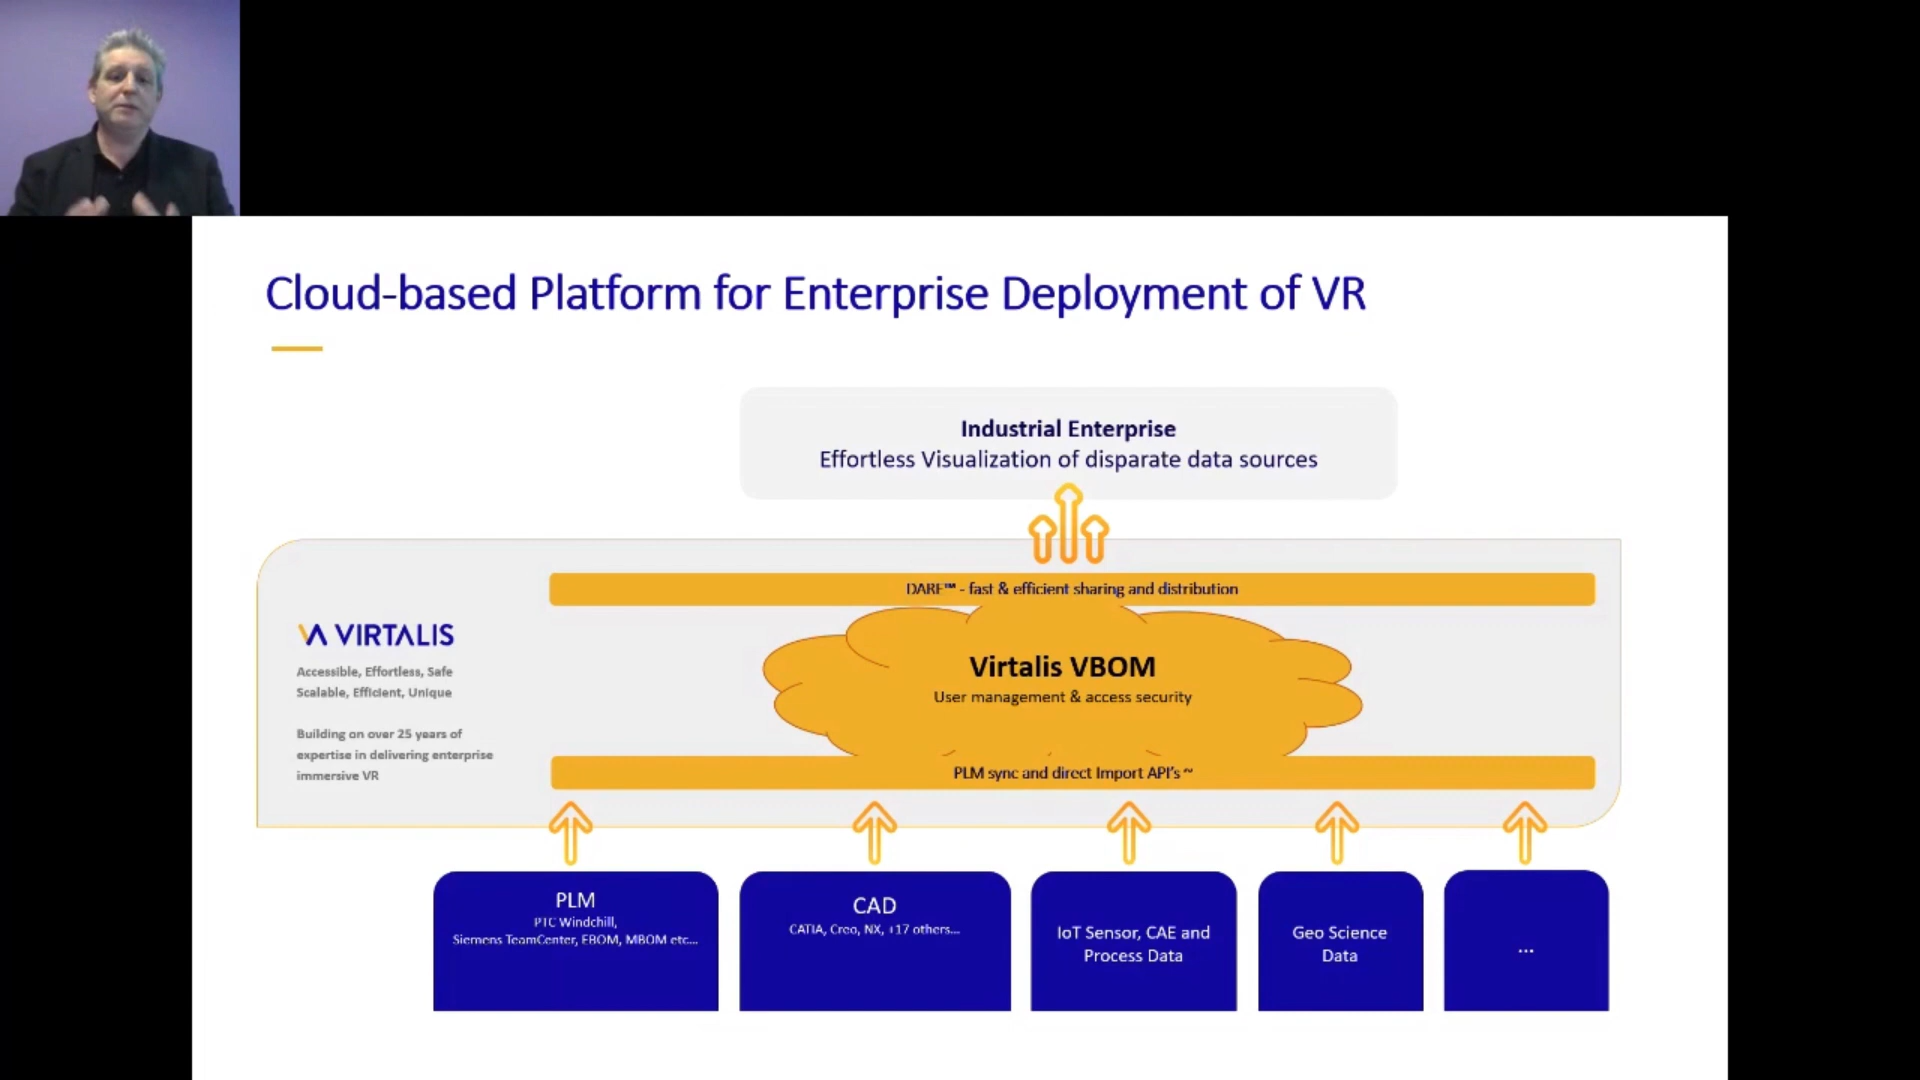 Cloud-based Platform for Enterprise Deployment of VR
Industrial Enterprise
Effortless Visualization of disparate data sources
DARE™ - fast & efficient sharing and distribution
VIRTALIS
Accessible, Effortless, Safe
Scalable, Efficient, Unique
Building on over 25 years of
expertise in delivering enterprise
immersive VR
Virtalis VBOM
User management & access security
PLM sync and direct Import API's ~
PLM
PTC Windchill,
Siemens TeamCenter, EBOM, MBOM etc...
CAD
CATIA, Creo, NX, +17 others...
IoT Sensor, CAE and
Process Data
Geo Science
Data
...